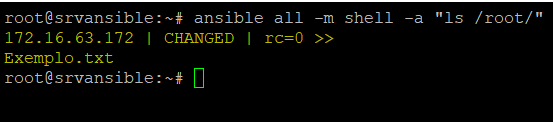 root@srvansible:~# ansible all -m shell -a "ls /root/"
172.16.63.172 | CHANGED | rc=0 >>
Exemplo.txt
root@srvansible:~#